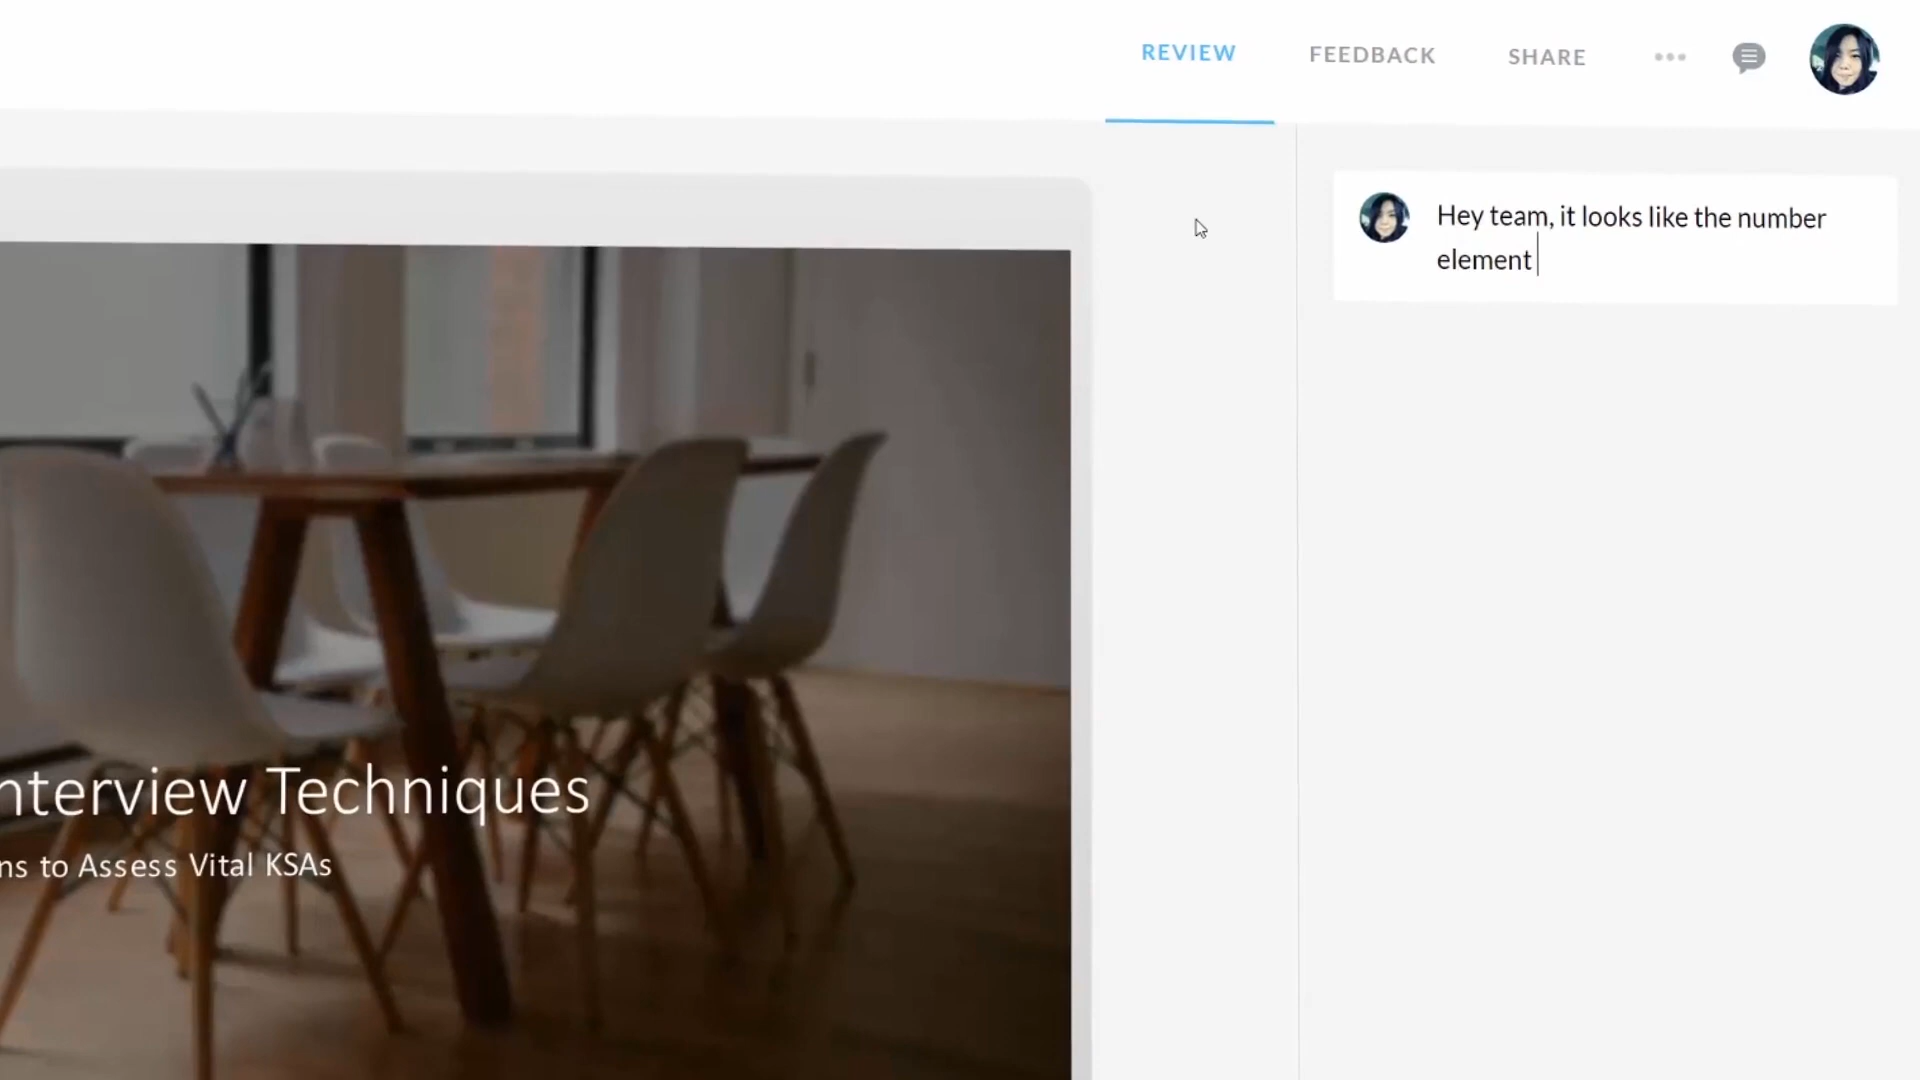 REVIEW FEEDBACK SHARE
Hey team, it looks like the number
element
nterview Techniques
ns to Assess Vital KSAs